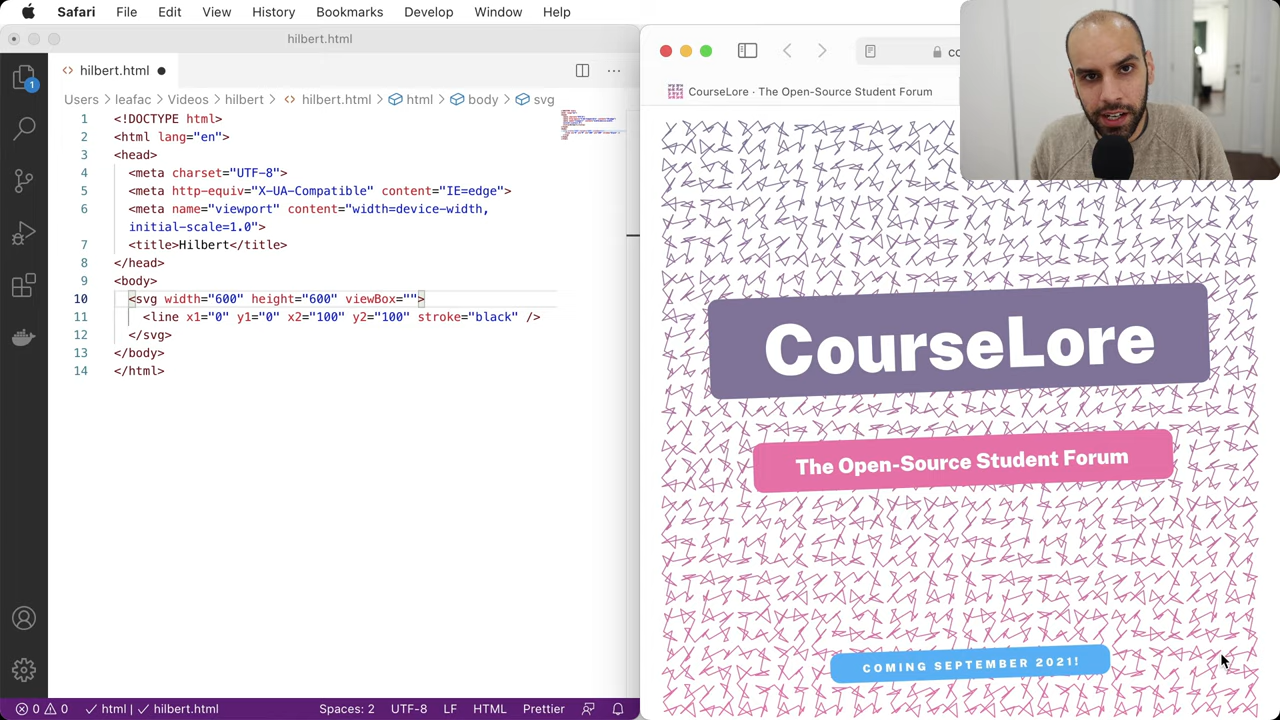 Safari File Edit View History Bookmarks Develop Window Help
hilbert.html
hilbert.html
Users leafac Videos hilbert hilbert.html html body svg
1 <!DOCTYPE html>
2 <html lang="en">
3 <head>
4 <meta charset="UTF-8">
5 <meta http-equiv="X-UA-Compatible" content="IE=edge">
6 <meta name="viewport" content="width=device-width,
initial-scale=1.0">
7 <title>Hilbert</title>
8 </head>
9 <body>
10 <svg width="600" height="600" viewBox="">
11 <line x1="0" y1="0" x2="100" y2="100" stroke="black" />
12 </svg>
13 </body>
14 </html>
1
0 0 html | hilbert.html Spaces: 2 UTF-8 LF HTML Prettier
co
CourseLore · The Open-Source Student Forum
CourseLore
The Open-Source Student Forum
COMING SEPTEMBER 2021!